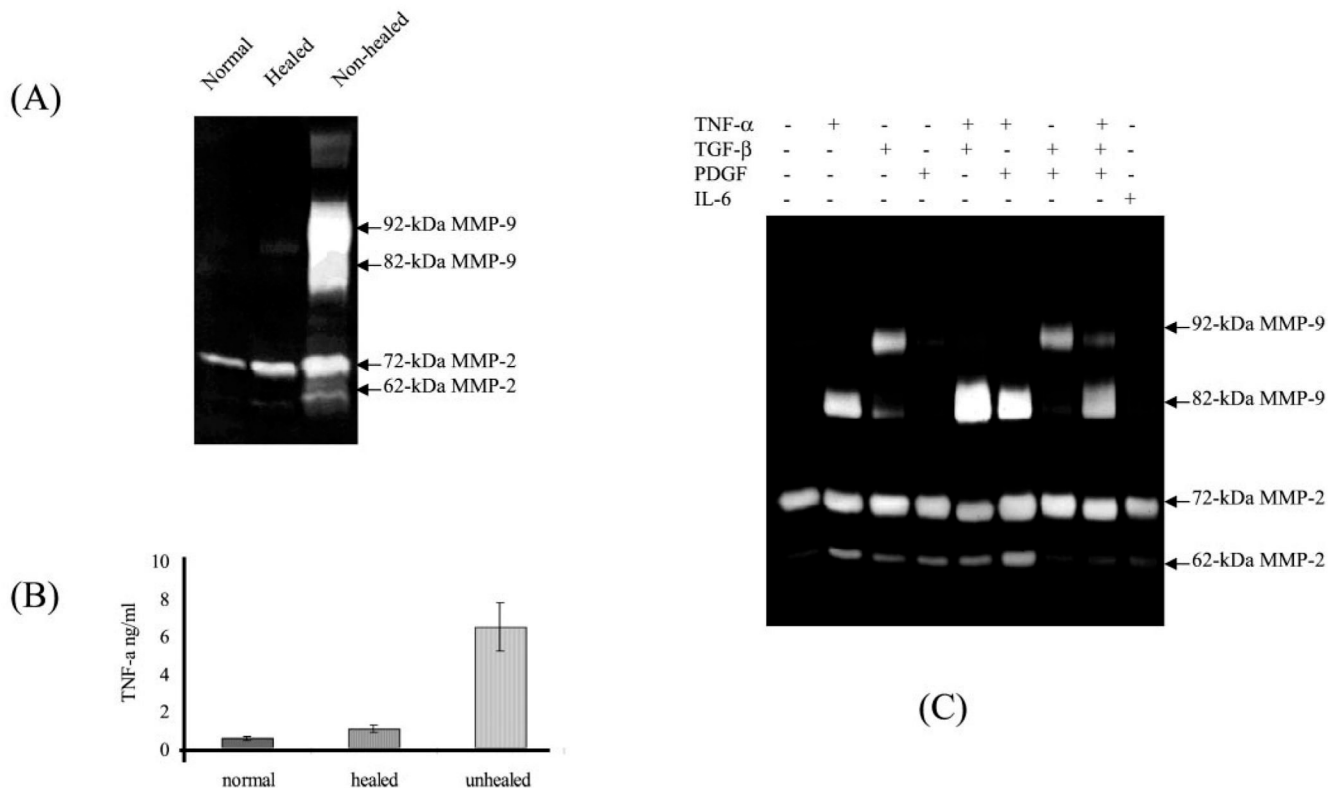 (A)
Normal Healed Non-healed
92-kDa MMP-9
82-kDa MMP-9
72-kDa MMP-2
62-kDa MMP-2
(B)
TNF-a ng/ml
10
8
6
4
2
0
normal healed unhealed
TNF-α - + - - + + - + -
TGF-β - - + - + - + + -
PDGF - - - + - + + + -
IL-6 - - - - - - - - +
92-kDa MMP-9
82-kDa MMP-9
72-kDa MMP-2
62-kDa MMP-2
(C)